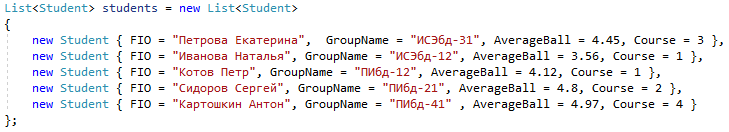 List<Student> students = new List<Student>
{
new Student { FIO = "Петрова Екатерина", GroupName = "ИСЭбд-31", AverageBall = 4.45, Course = 3 },
new Student { FIO = "Иванова Наталья", GroupName = "ИСЭбд-12", AverageBall = 3.56, Course = 1 },
new Student { FIO = "Котов Петр", GroupName = "ПИбд-12", AverageBall = 4.12, Course = 1 },
new Student { FIO = "Сидоров Сергей", GroupName = "ПИбд-21", AverageBall = 4.8, Course = 2 },
new Student { FIO = "Картошкин Антон", GroupName = "ПИбд-41" , AverageBall = 4.97, Course = 4 }
};